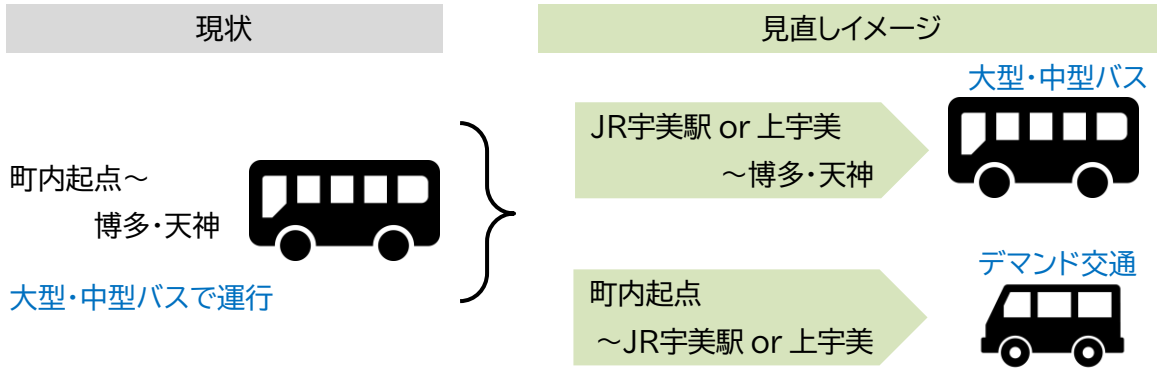 現状
町内起点～
博多・天神
大型・中型バスで運行
見直しイメージ
JR宇美駅 or 上宇美
～博多・天神
大型・中型バス
町内起点
～JR宇美駅 or 上宇美
デマンド交通